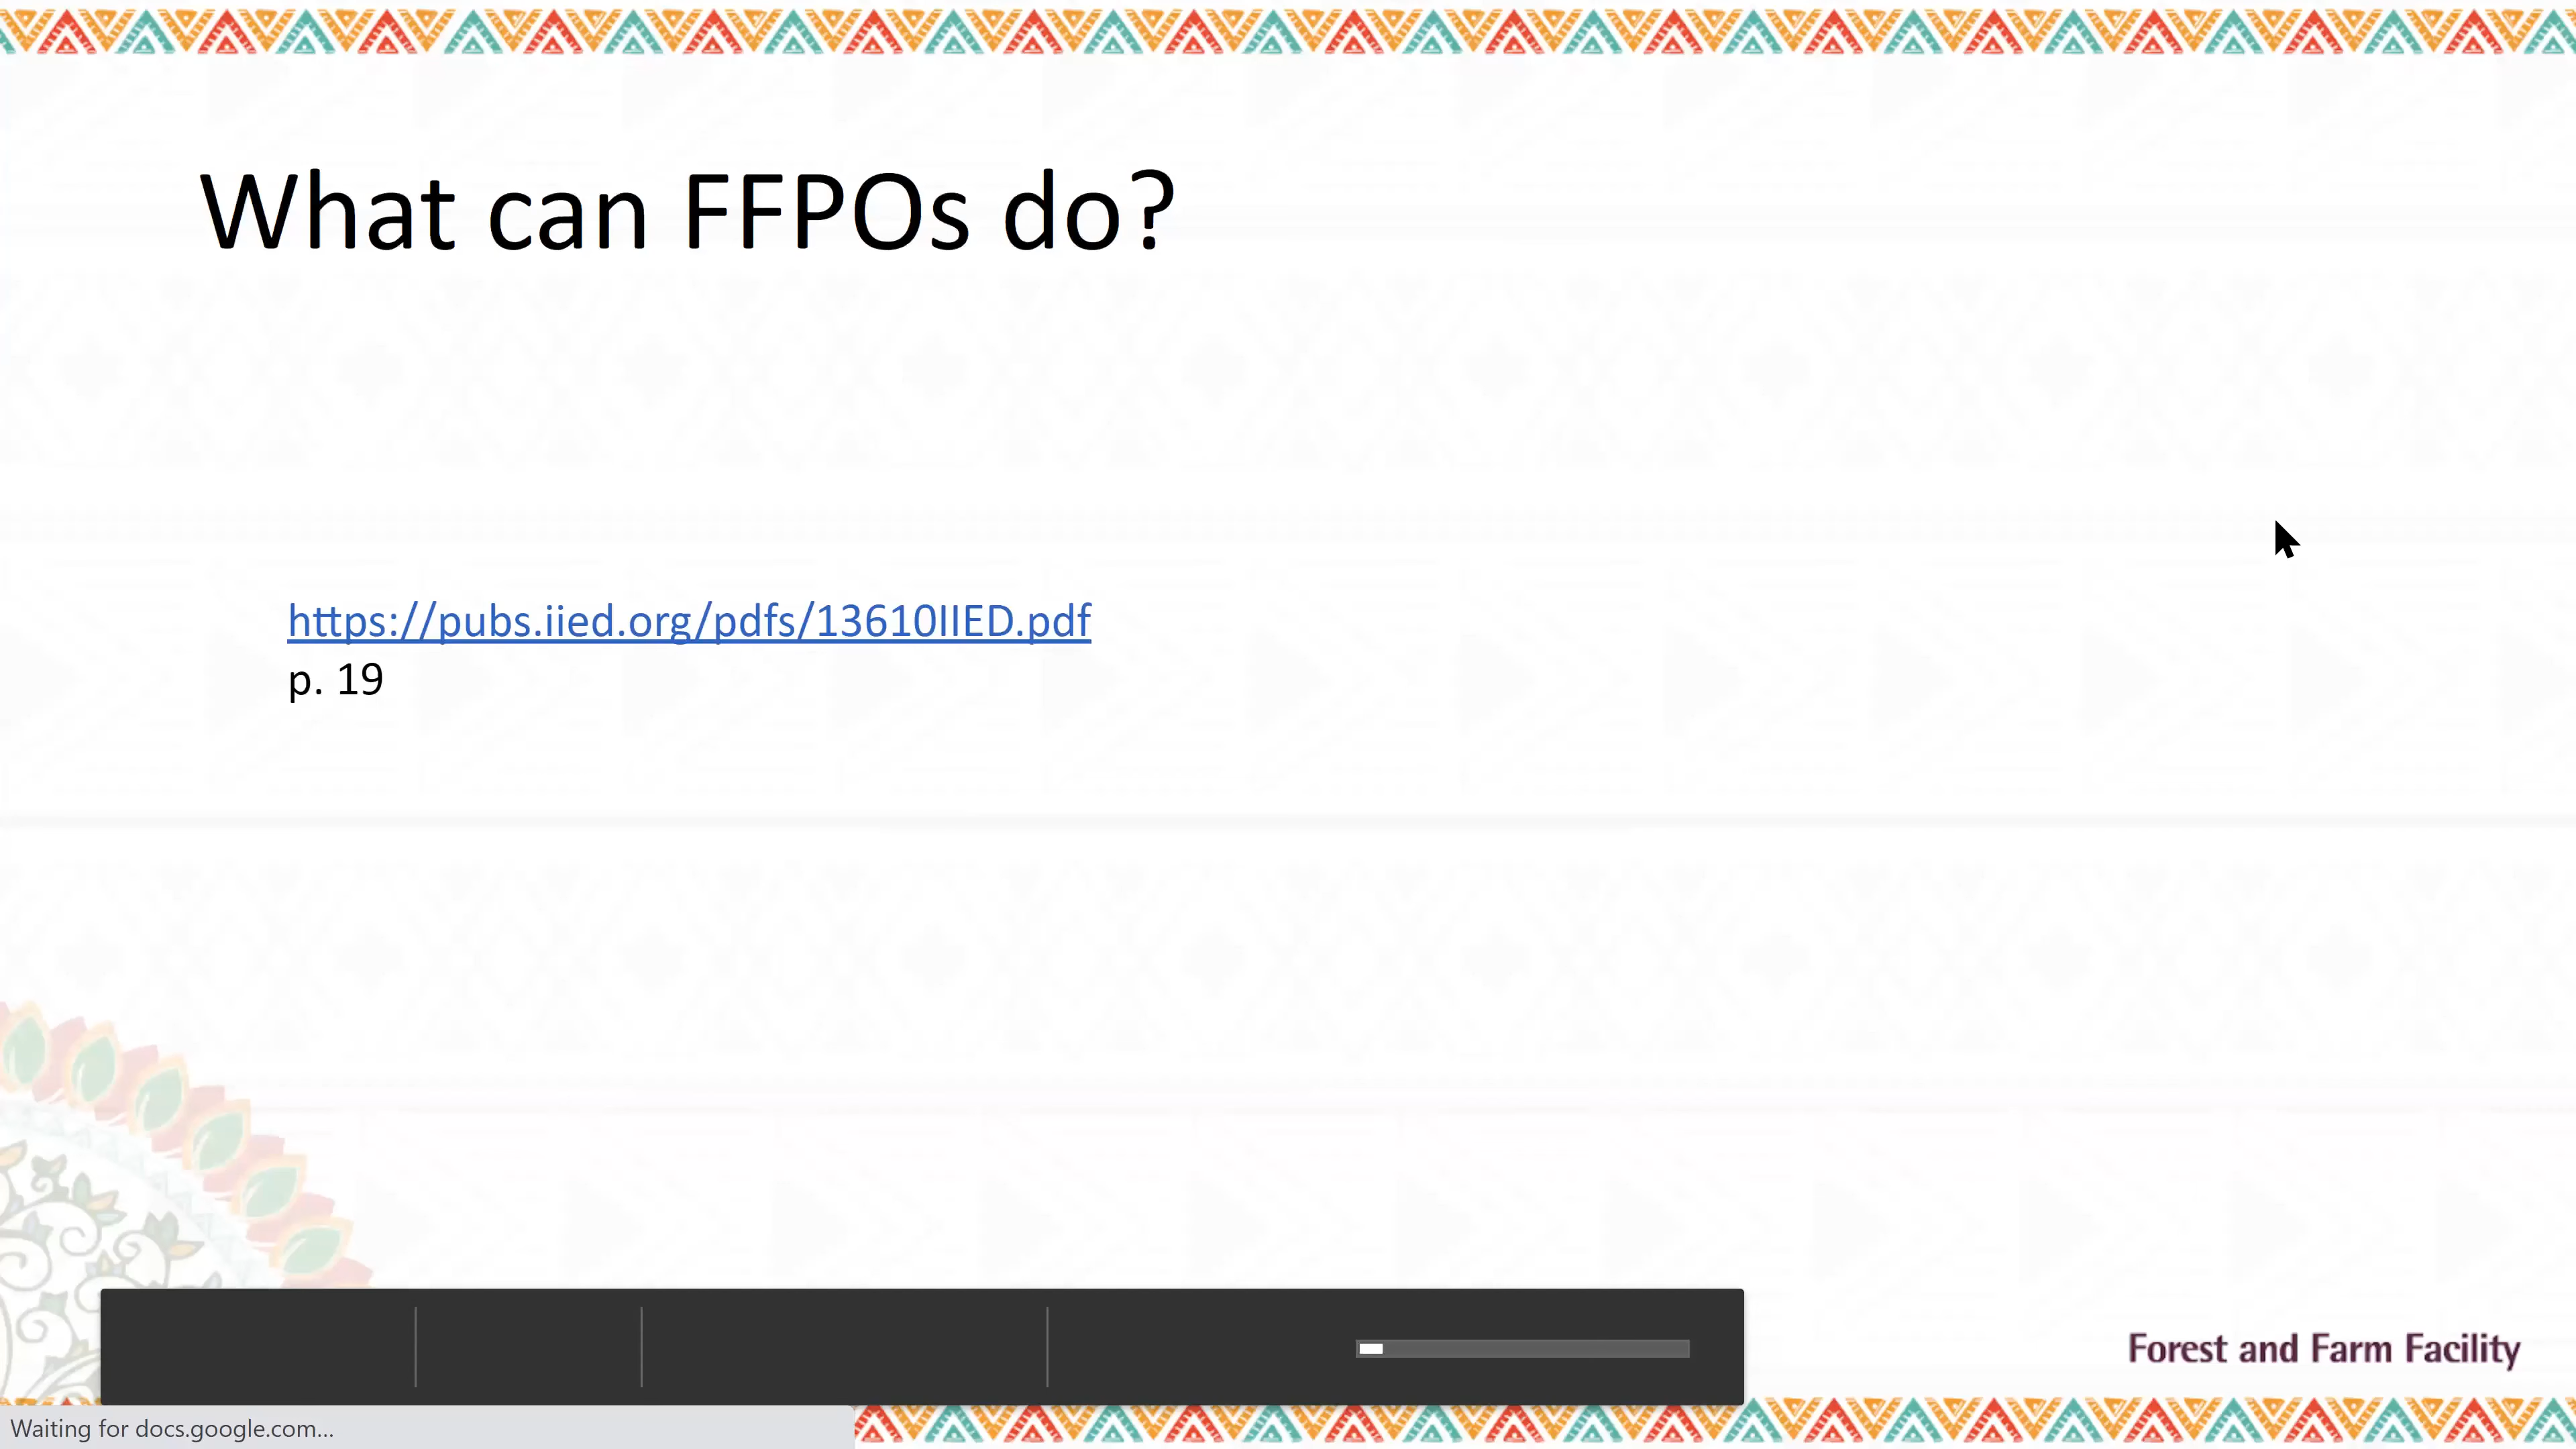 What can FFPOs do?
https://pubs.iied.org/pdfs/13610IIED.pdf
p. 19
Forest and Farm Facility
Waiting for docs.google.com...